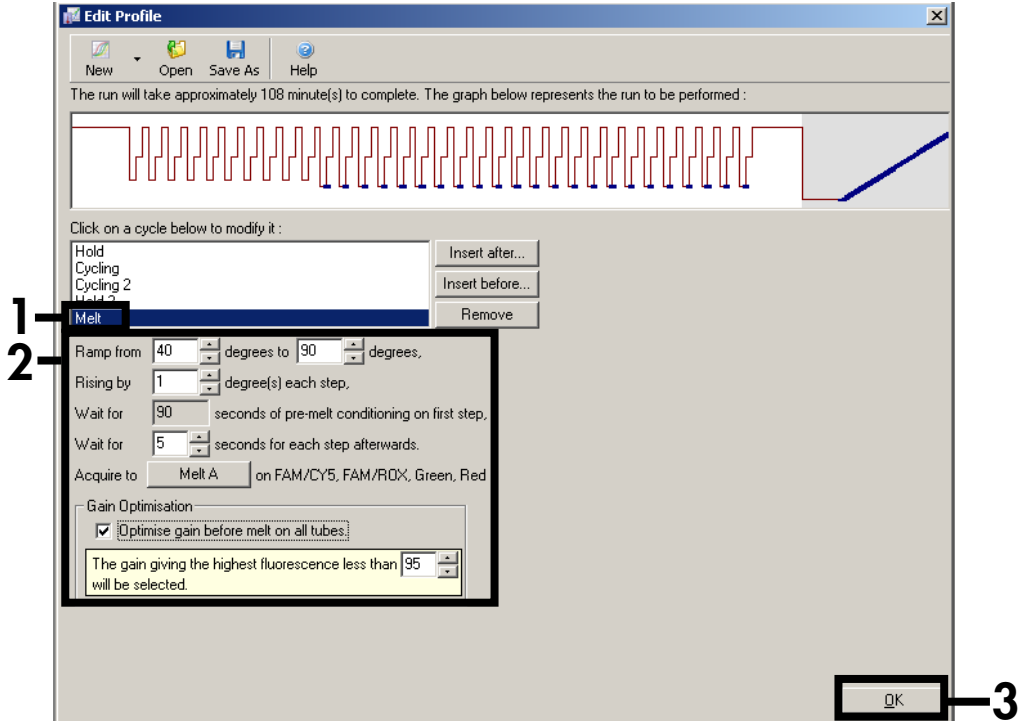 Edit Profile
New Open Save As Help
The run will take approximately 108 minute(s) to complete. The graph below represents the run to be performed :
Click on a cycle below to modify it :
Hold
Cycling
Cycling 2
Hold 2
Melt
Insert after...
Insert before...
Remove
1
2
Ramp from 40 degrees to 90 degrees,
Rising by 1 degree(s) each step,
Wait for 90 seconds of pre-melt conditioning on first step,
Wait for 5 seconds for each step afterwards.
Acquire to Melt A on FAM/CY5, FAM/ROX, Green, Red
Gain Optimisation
Optimise gain before melt on all tubes.
The gain giving the highest fluorescence less than 95
will be selected.
OK
3